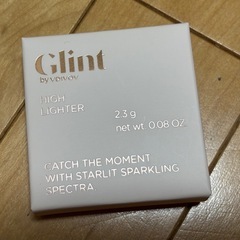 Glint
by VDIVOV
HIGH
LIGHTER
2.3 g
net wt. 0.08 OZ.
CATCH THE MOMENT
WITH STARLIT SPARKLING
SPECTRA